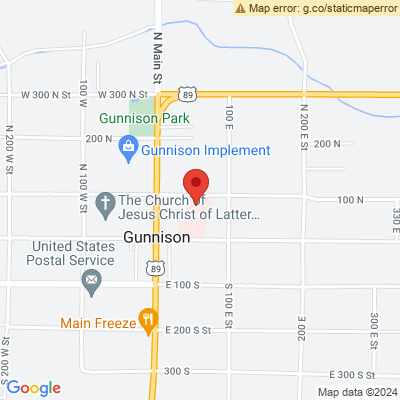 Map error: g.co/staticmaperror
N Main St
W 300 N St
100 W
89
100 E
N 200 E St
Gunnison Park
200 N
200 N
N 200 W St
N 100 W St
Gunnison Implement
100 N
The Church of
Jesus Christ of Latter...
Gunnison
330 E
United States
Postal Service
89
E 100 S St
S 100 E St
Main Freeze
E 200 S St
200 E
330 E
S 200 W St
300 S
E 300 S St
Google
Map data ©2024